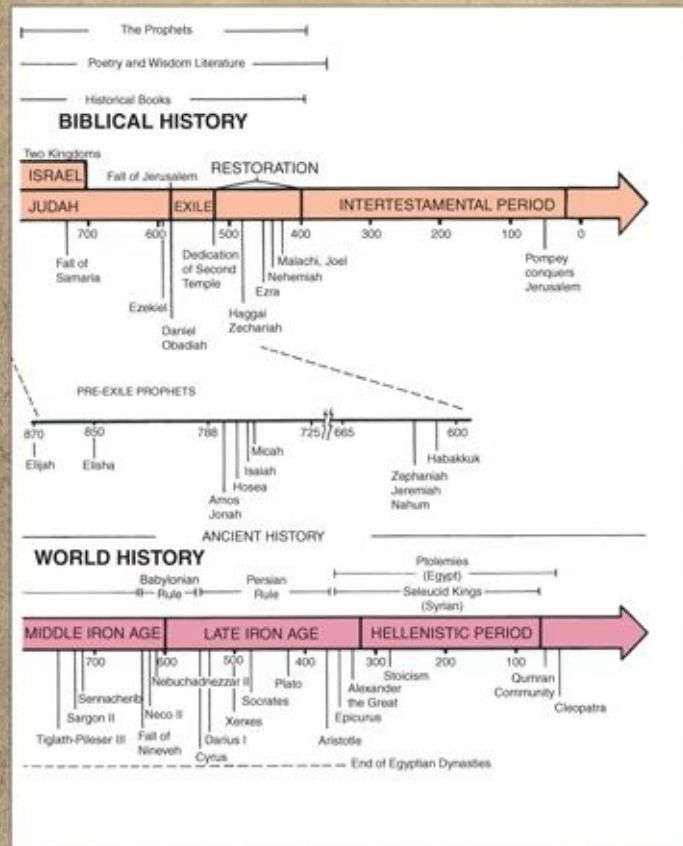 The Prophets
Poetry and Wisdom Literature
Historical Books
BIBLICAL HISTORY
Two Kingdoms
ISRAEL
Fall of Jerusalem
RESTORATION
JUDAH
EXILE
INTERTESTAMENTAL PERIOD
700 600 500 400 300 200 100 0
Fall of
Samaria
Ezekiel
Daniel
Obadiah
Dedication
of Second
Temple
Haggai
Zechariah
Ezra
Nehemiah
Malachi, Joel
Pompey
conquers
Jerusalem
PRE-EXILE PROPHETS
870 850 788 725 665 600
Elijah
Elisha
Amos
Jonah
Hosea
Isaiah
Micah
Zephaniah
Jeremiah
Nahum
Habakkuk
ANCIENT HISTORY
WORLD HISTORY
Babylonian
Rule
Persian
Rule
Ptolemies
(Egypt)
Seleucid Kings
(Syrian)
MIDDLE IRON AGE
LATE IRON AGE
HELLENISTIC PERIOD
700 600 500 400 300 200 100
Tiglath-Pileser III
Sargon II
Sennacherib
Fall of
Nineveh
Neco II
Nebuchadnezzar II
Cyrus
Darius I
Xerxes
Socrates
Plato
Aristotle
Epicurus
Alexander
the Great
Stoicism
Qumran
Community
Cleopatra
End of Egyptian Dynasties